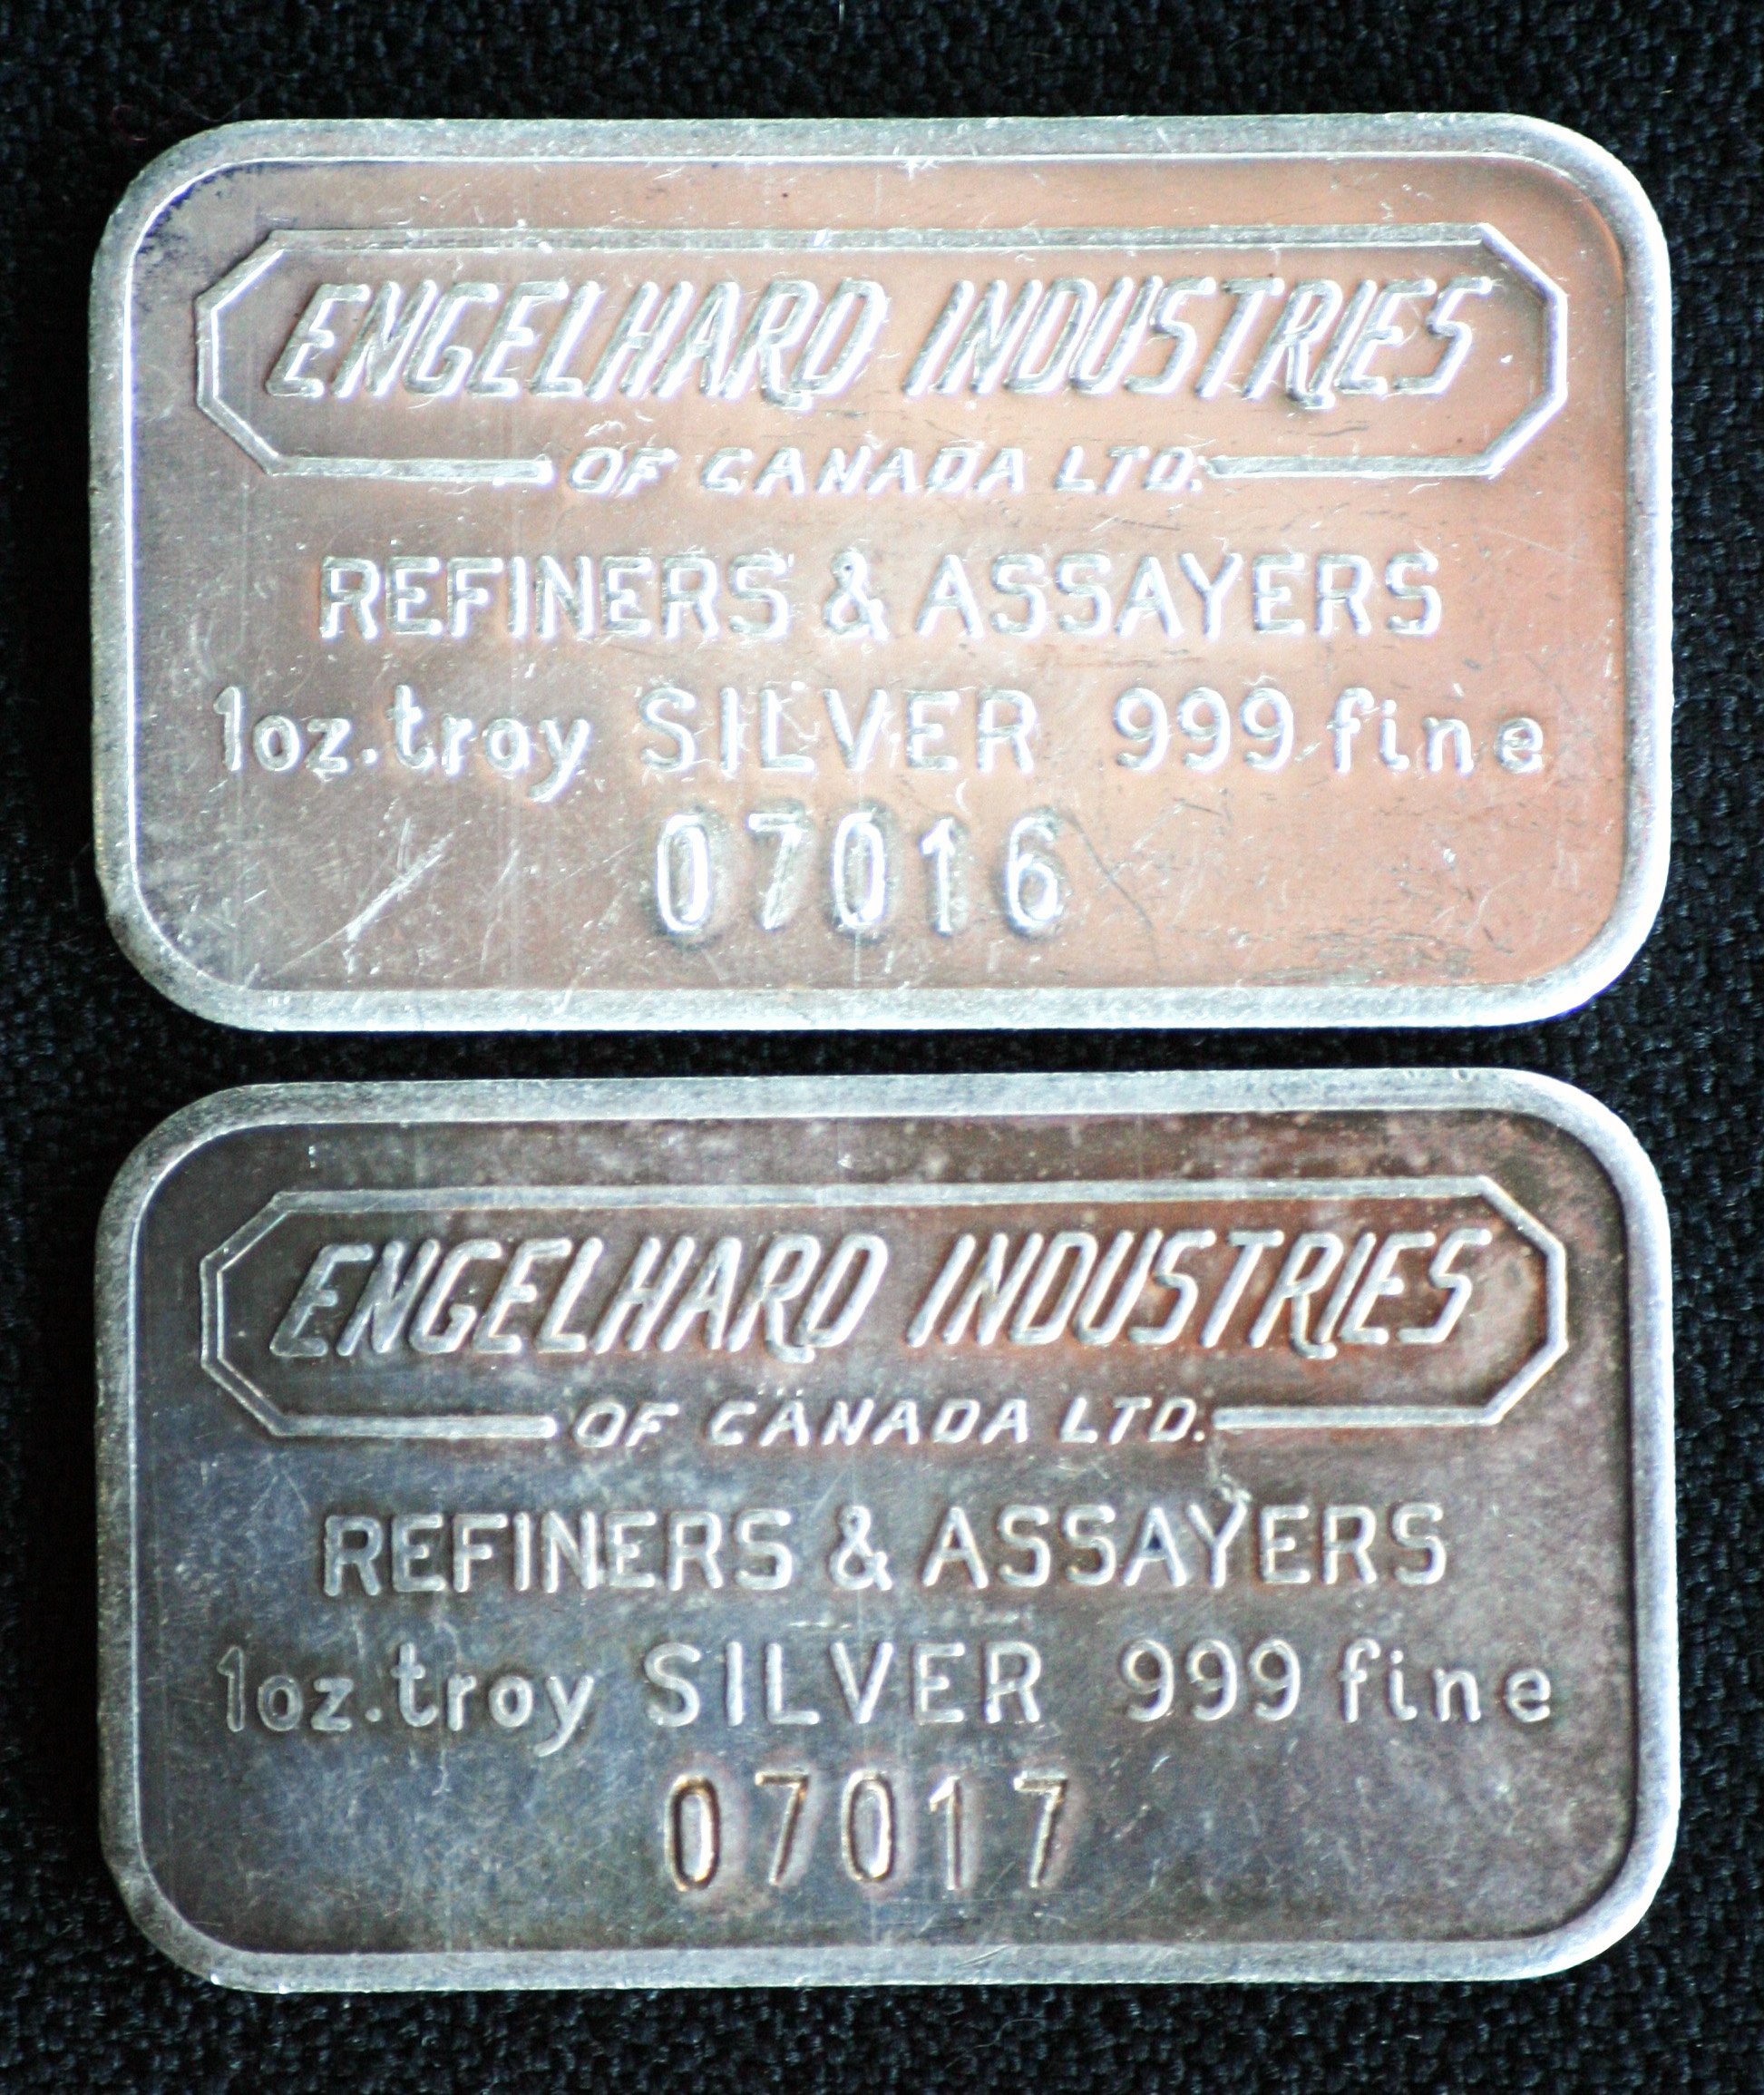 ENGELHARD INDUSTRIES
OF CANADA LTD.
REFINERS & ASSAYERS
1oz.troy SILVER 999 fine
07016
ENGELHARD INDUSTRIES
OF CANADA LTD.
REFINERS & ASSAYERS
1oz.troy SILVER 999 fine
07017